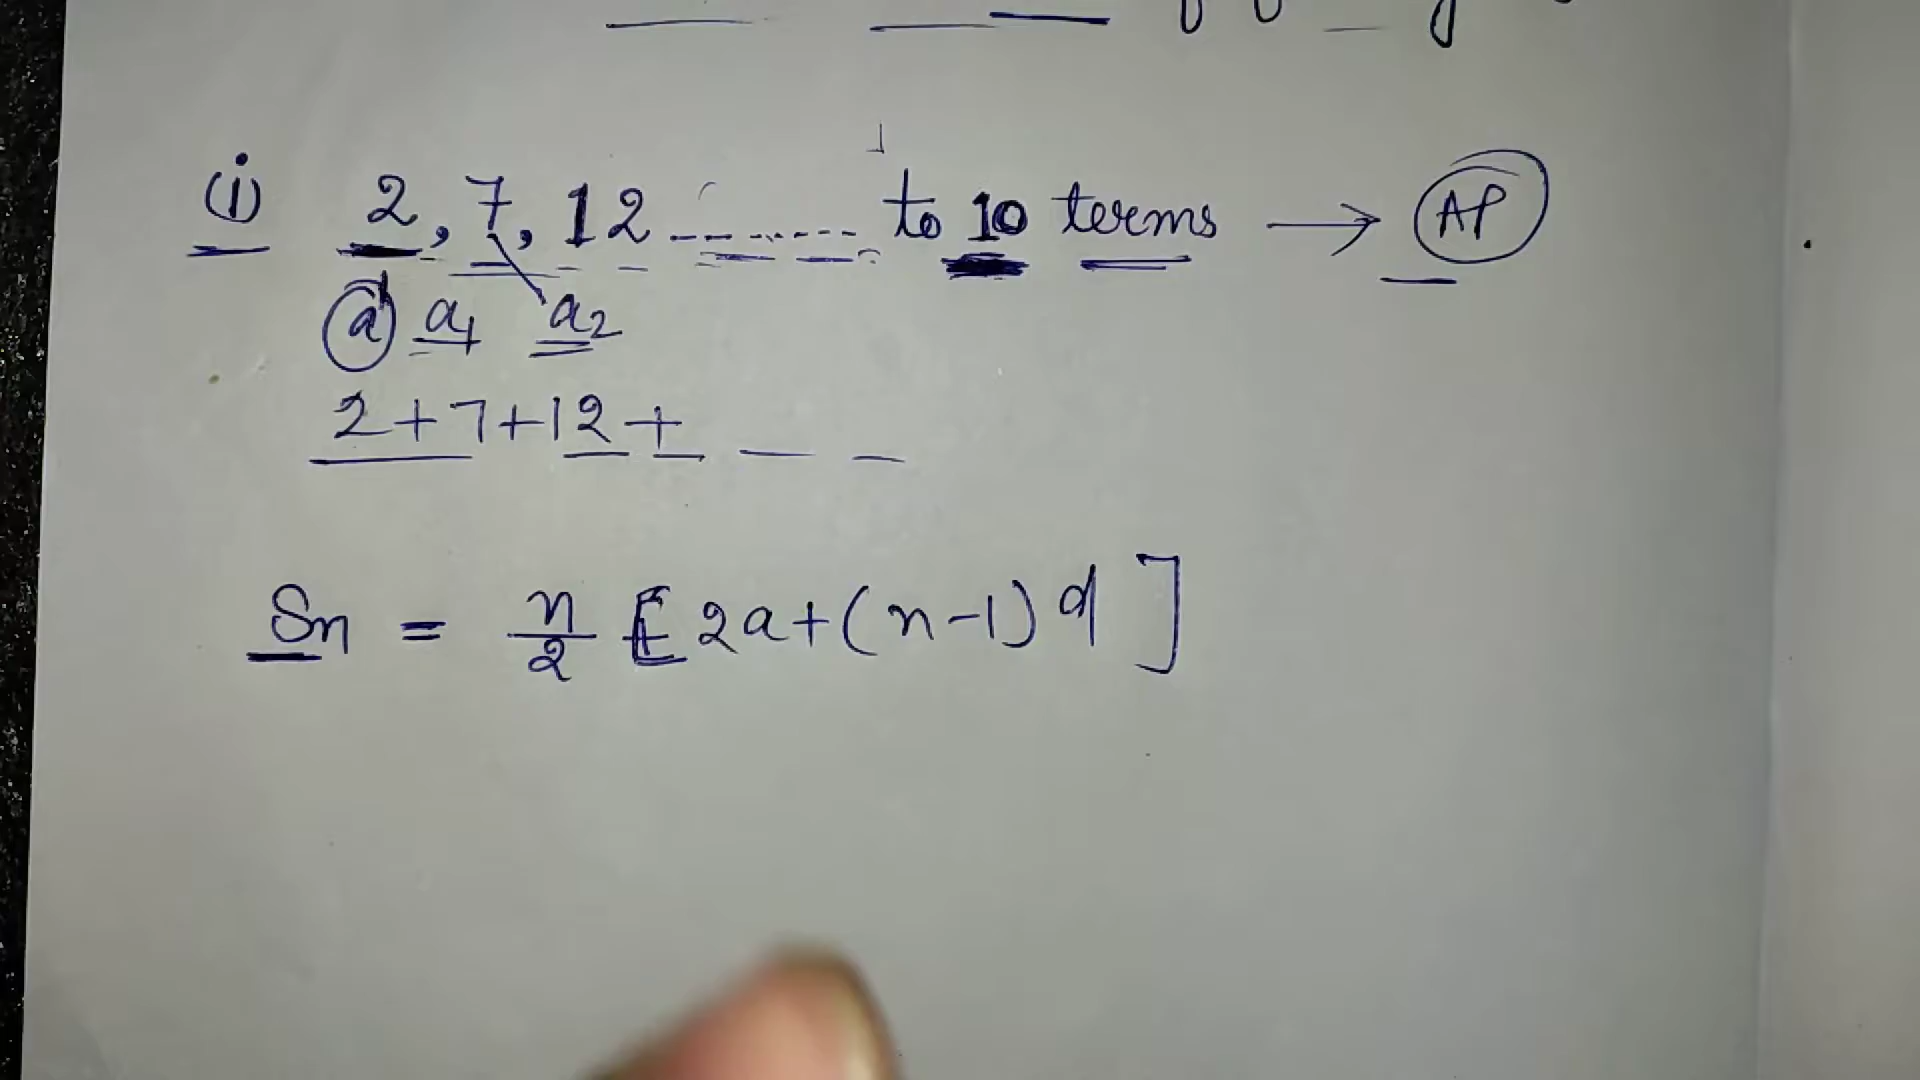 (i) 2, 7, 12 -------- to 10 terms → AP
a a1 a2
2+7+12+ _ _
Sn = n/2 [2a+(n-1)d]